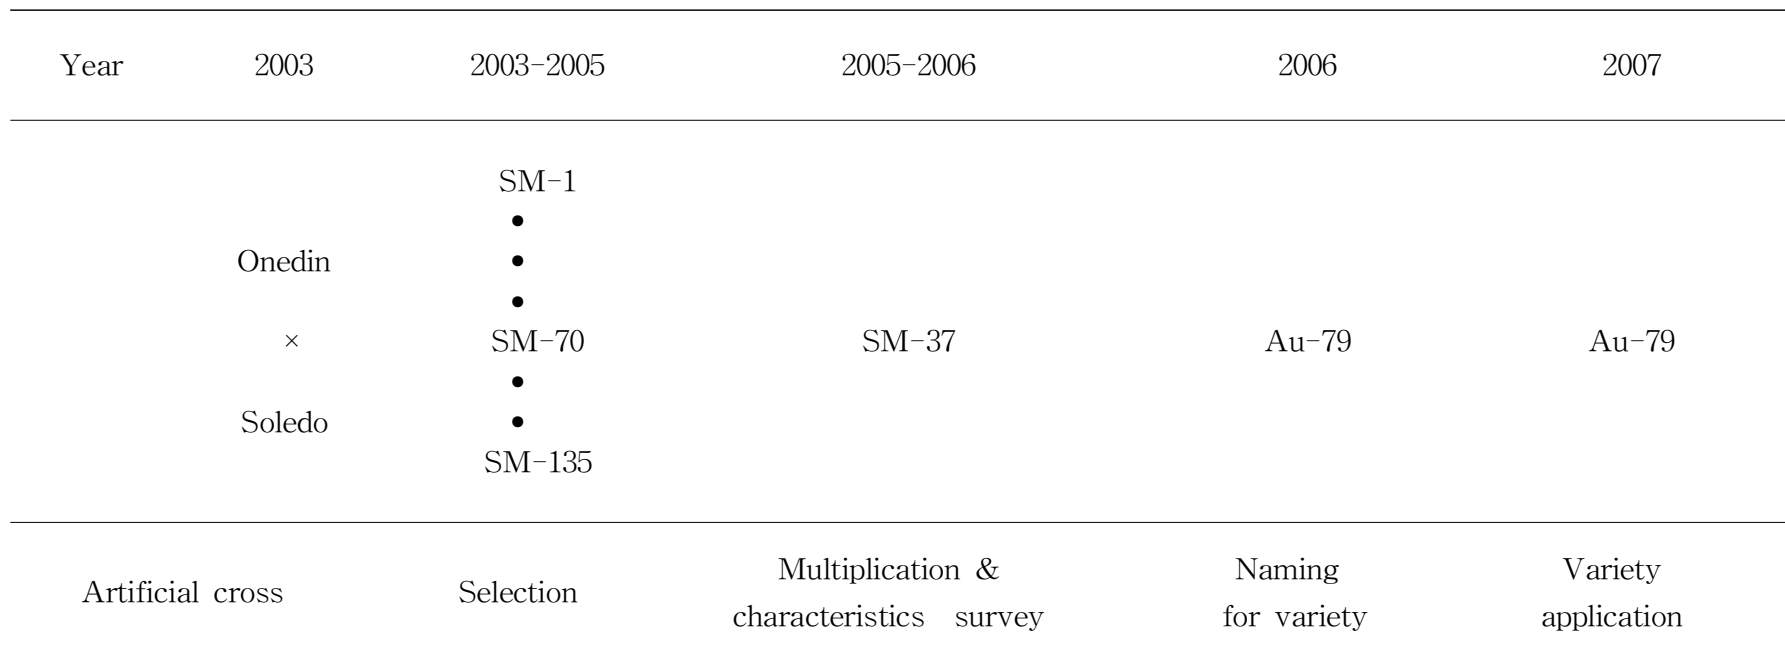 Year 2003 2003-2005 2005-2006 2006 2007
SM-1
•
Onedin •
•
× SM-70 SM-37 Au-79 Au-79
•
Soledo •
SM-135
Artificial cross Selection Multiplication & characteristics survey Naming for variety Variety application